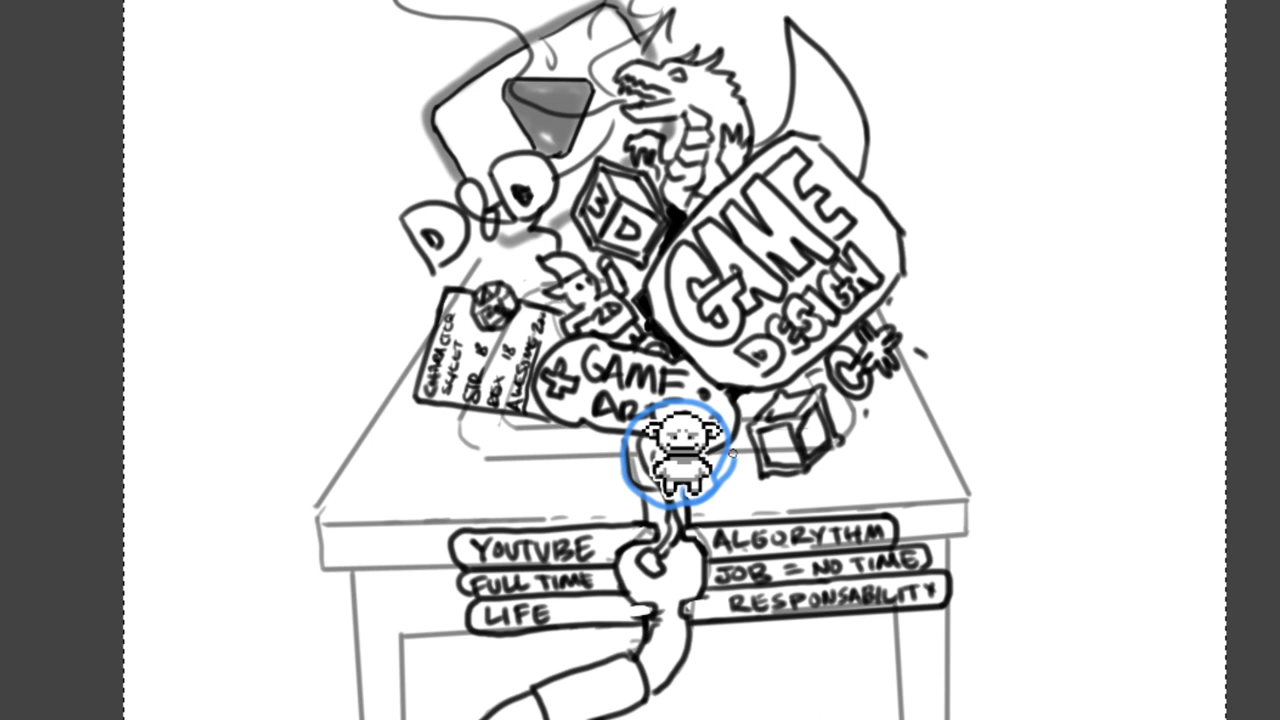 D
&
D
3D
GAME
DESIGN
CHARACTER
SHEET
STR 8
DEX 18
AWESOME 20
GAME
ART
C#
YOUTUBE
FULL TIME
LIFE
ALGORYTHM
JOB = NO TIME
RESPONSABILITY